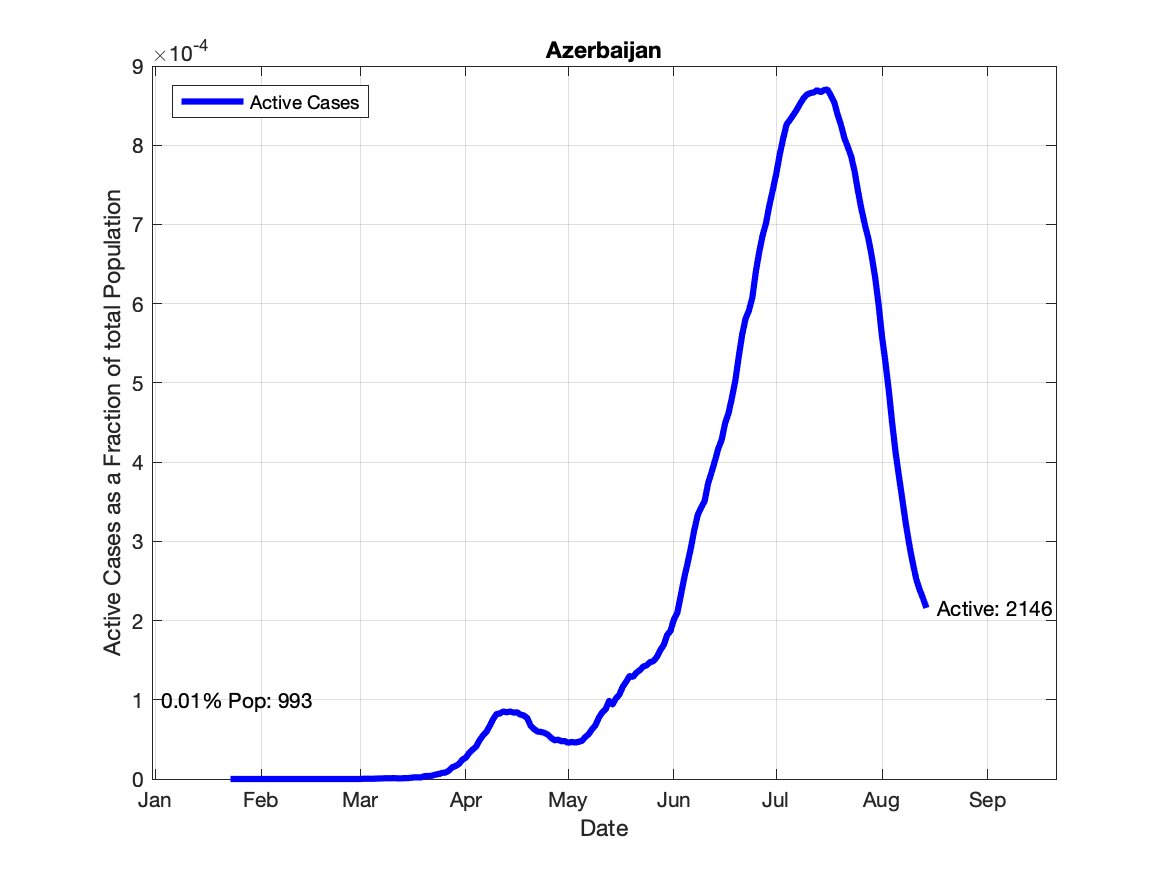 Azerbaijan
×10-4
Active Cases
Active Cases as a Fraction of total Population
9
8
7
6
5
4
3
2
1
0
0.01% Pop: 993
Active: 2146
Jan Feb Mar Apr May Jun Jul Aug Sep
Date